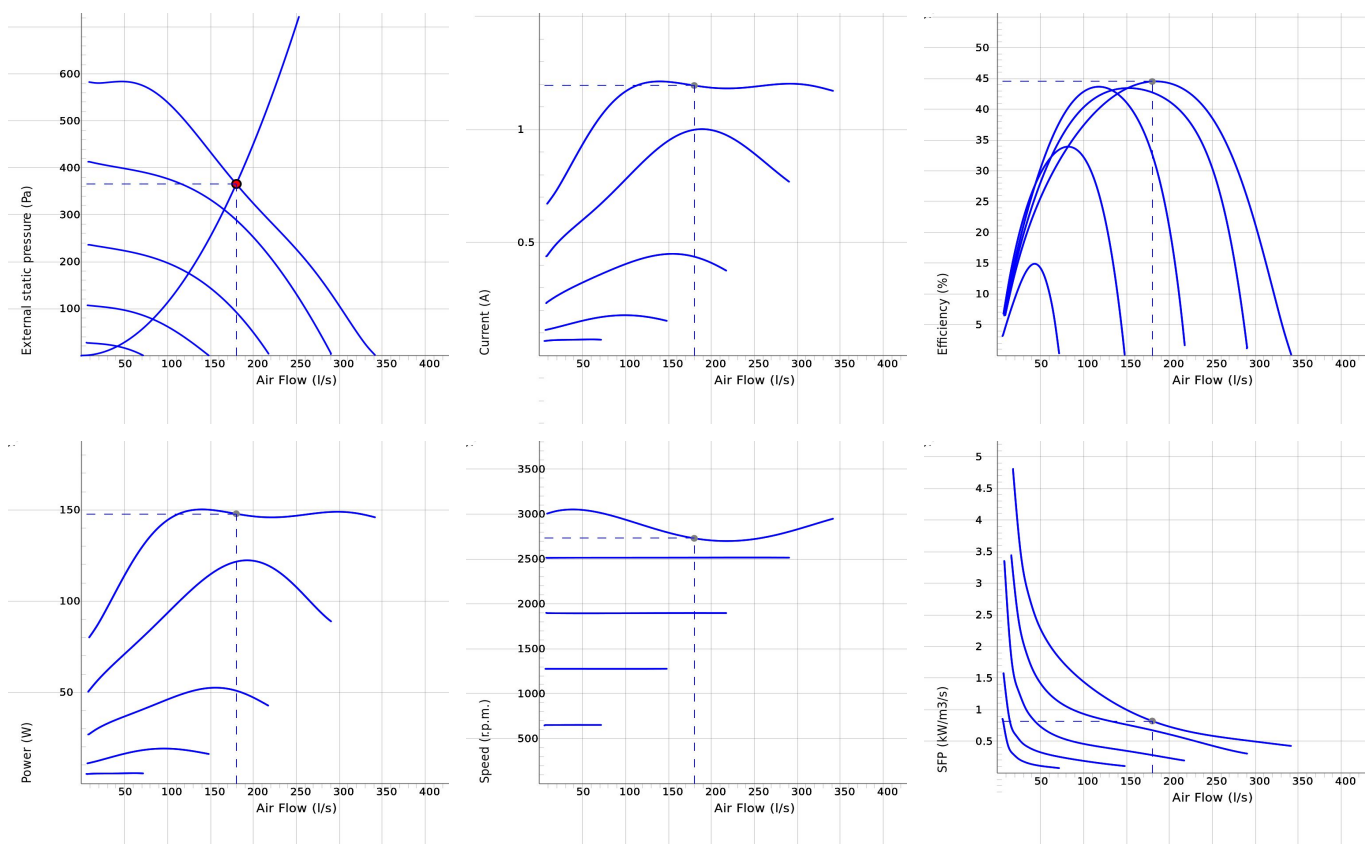 600
500
400
300
200
100
External static pressure (Pa)
50 100 150 200 250 300 350 400
Air Flow (l/s)
1
0.5
Current (A)
50 100 150 200 250 300 350 400
Air Flow (l/s)
50
45
40
35
30
25
20
15
10
5
Efficiency (%)
50 100 150 200 250 300 350 400
Air Flow (l/s)
150
100
50
Power (W)
50 100 150 200 250 300 350 400
Air Flow (l/s)
3500
3000
2500
2000
1500
1000
500
Speed (r.p.m.)
50 100 150 200 250 300 350 400
Air Flow (l/s)
5
4.5
4
3.5
3
2.5
2
1.5
1
0.5
SFP (kW/m3/s)
50 100 150 200 250 300 350 400
Air Flow (l/s)